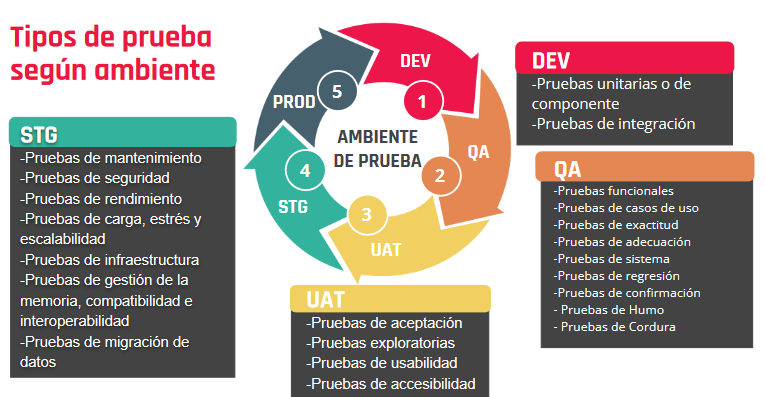 Tipos de prueba
según ambiente
DEV
1
QA
2
UAT
3
STG
4
PROD
5
AMBIENTE
DE PRUEBA
DEV
-Pruebas unitarias o de
componente
-Pruebas de integración
QA
-Pruebas funcionales
-Pruebas de casos de uso
-Pruebas de exactitud
-Pruebas de adecuación
-Pruebas de sistema
-Pruebas de regresión
-Pruebas de confirmación
- Pruebas de Humo
- Pruebas de Cordura
UAT
-Pruebas de aceptación
-Pruebas exploratorias
-Pruebas de usabilidad
-Pruebas de accesibilidad
STG
-Pruebas de mantenimiento
-Pruebas de seguridad
-Pruebas de rendimiento
-Pruebas de carga, estrés y
escalabilidad
-Pruebas de infraestructura
-Pruebas de gestión de la
memoria, compatibilidad e
interoperabilidad
-Pruebas de migración de
datos